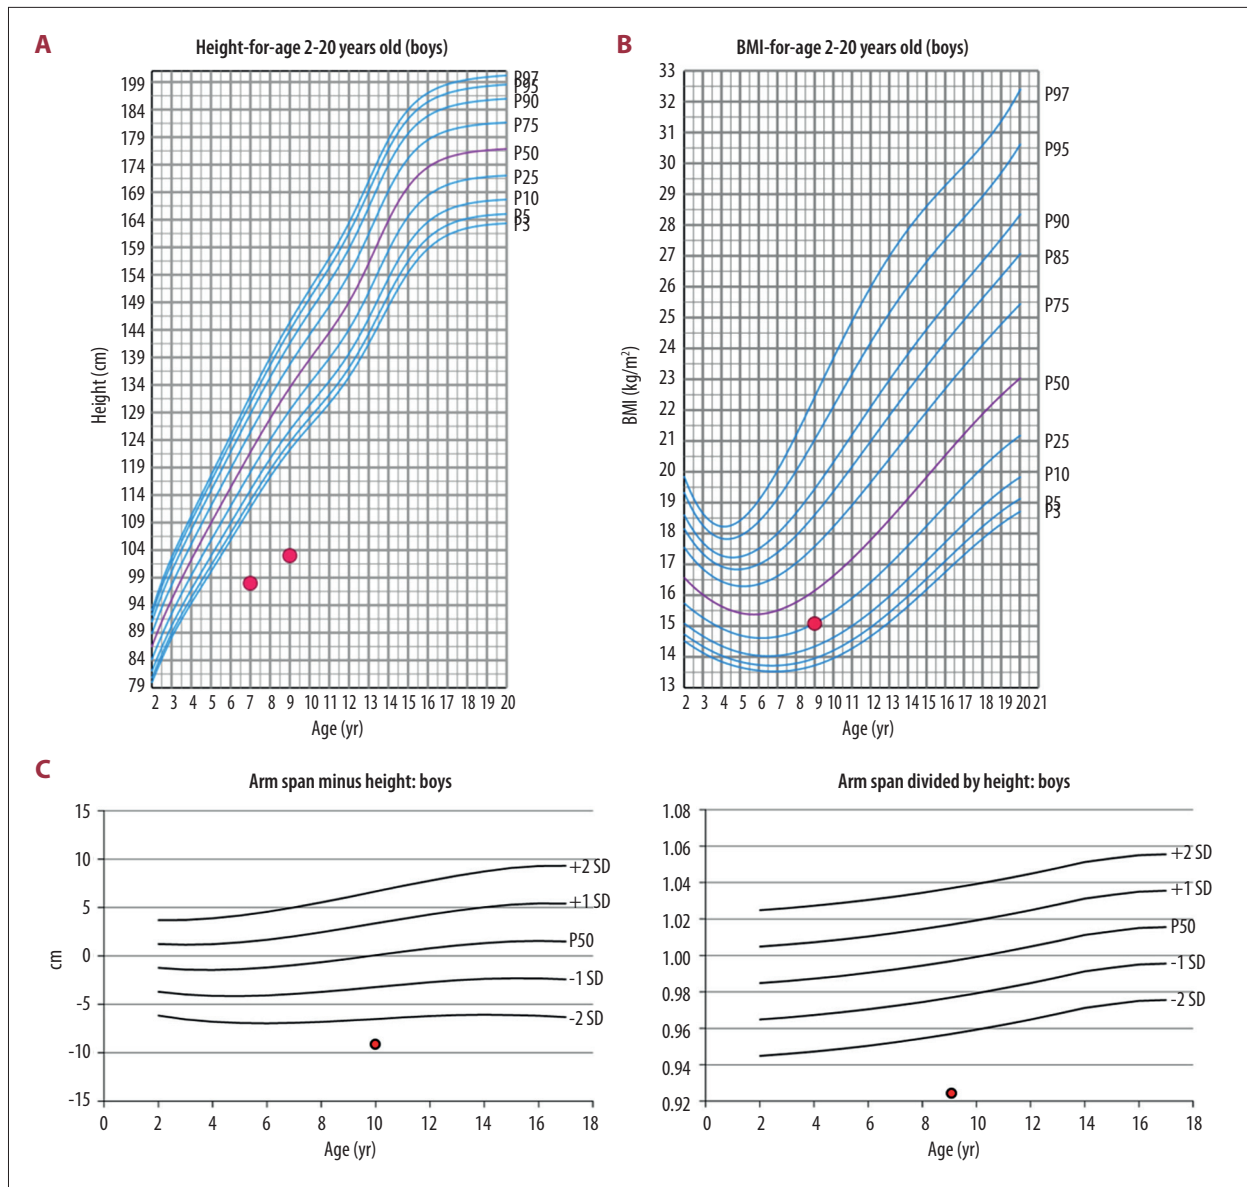 A
Height-for-age 2-20 years old (boys)
199
184
179
174
169
164
159
154
149
144
139
134
129
124
119
114
109
104
99
94
89
84
79
Height (cm)
P97
P95
P90
P75
P50
P25
P10
P5
P3
2 3 4 5 6 7 8 9 10 11 12 13 14 15 16 17 18 19 20
Age (yr)
B
BMI-for-age 2-20 years old (boys)
33
32
31
30
29
28
27
26
25
24
23
22
21
20
19
18
17
16
15
14
13
BMI (kg/m²)
P97
P95
P90
P85
P75
P50
P25
P10
P5
P3
2 3 4 5 6 7 8 9 10 11 12 13 14 15 16 17 18 19 20 21
Age (yr)
C
Arm span minus height: boys
15
10
5
0
-5
-10
-15
cm
+2 SD
+1 SD
P50
-1 SD
-2 SD
0 2 4 6 8 10 12 14 16 18
Age (yr)
Arm span divided by height: boys
1.08
1.06
1.04
1.02
1.00
0.98
0.96
0.94
0.92
+2 SD
+1 SD
P50
-1 SD
-2 SD
0 2 4 6 8 10 12 14 16 18
Age (yr)